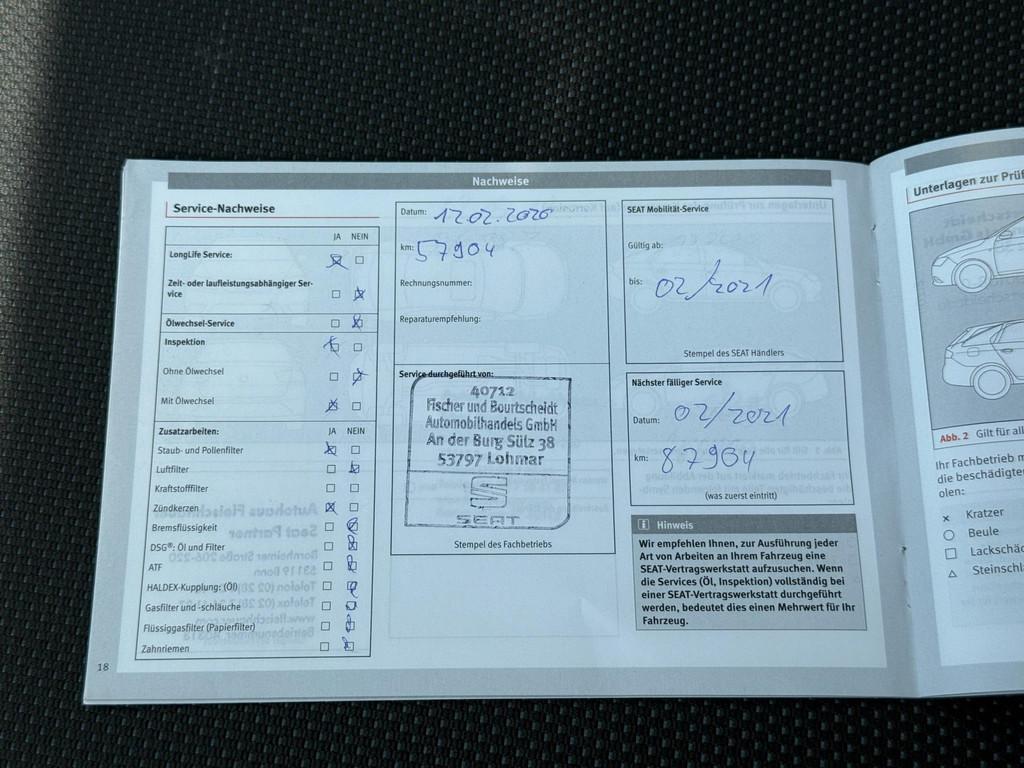 Nachweise
Service-Nachweise
JA NEIN
LongLife Service:
Zeit- oder laufleistungsabhängiger Ser-
vice
Ölwechsel-Service
Inspektion
Ohne Ölwechsel
Mit Ölwechsel
Zusatzarbeiten: JA NEIN
Staub- und Pollenfilter
Luftfilter
Kraftstofffilter
Zündkerzen
Bremsflüssigkeit
DSG®: Öl und Filter
ATF
HALDEX-Kupplung: (Öl)
Gasfilter und -schläuche
Flüssiggasfilter (Papierfilter)
Zahnriemen
18
Datum: 12.02.2020
km: 57904
Rechnungsnummer:
Reparaturempfehlung:
Service durchgeführt von:
40712
Fischer und Bourtscheidt
Automobilhandels GmbH
An der Burg Sülz 38
53797 Lohmar
SEAT
Stempel des Fachbetriebs
SEAT Mobilität-Service
Gültig ab:
bis: 02/2021
Stempel des SEAT Händlers
Nächster fälliger Service
Datum: 02/2021
km: 87904
(was zuerst eintritt)
Hinweis
Wir empfehlen Ihnen, zur Ausführung jeder
Art von Arbeiten an Ihrem Fahrzeug eine
SEAT-Vertragswerkstatt aufzusuchen. Wenn
die Services (Öl, Inspektion) vollständig bei
einer SEAT-Vertragswerkstatt durchgeführt
werden, bedeutet dies einen Mehrwert für Ihr
Fahrzeug.
Unterlagen zur Prüf
Abb. 2 Gilt für all
Ihr Fachbetrieb m
die beschädigten
olen:
Kratzer
Beule
Lackschä
Steinschl